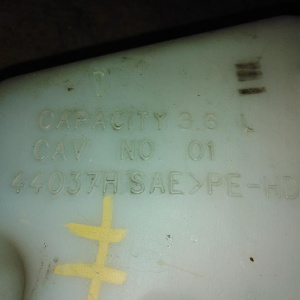 CAPACITY 3.6 L
CAV NO 01
44037H SAE>PE-HD